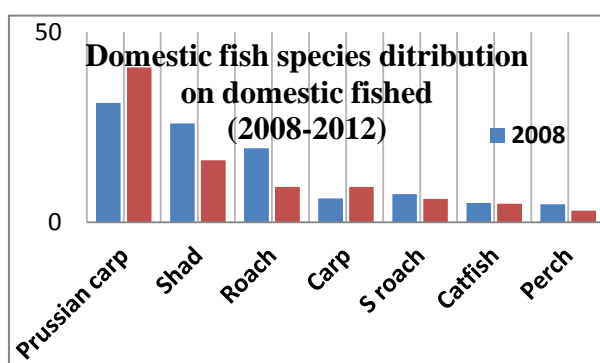 50
Domestic fish species ditribution
on domestic fished
(2008-2012)
2008
0
Prussian carp
Shad
Roach
Carp
S roach
Catfish
Perch